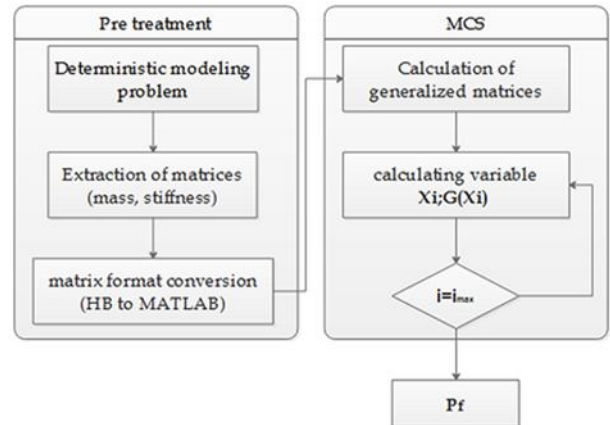 Pre treatment
Deterministic modeling
problem
Extraction of matrices
(mass, stiffness)
matrix format conversion
(HB to MATLAB)
MCS
Calculation of
generalized matrices
calculating variable
Xi;G(Xi)
i=imax
Pf